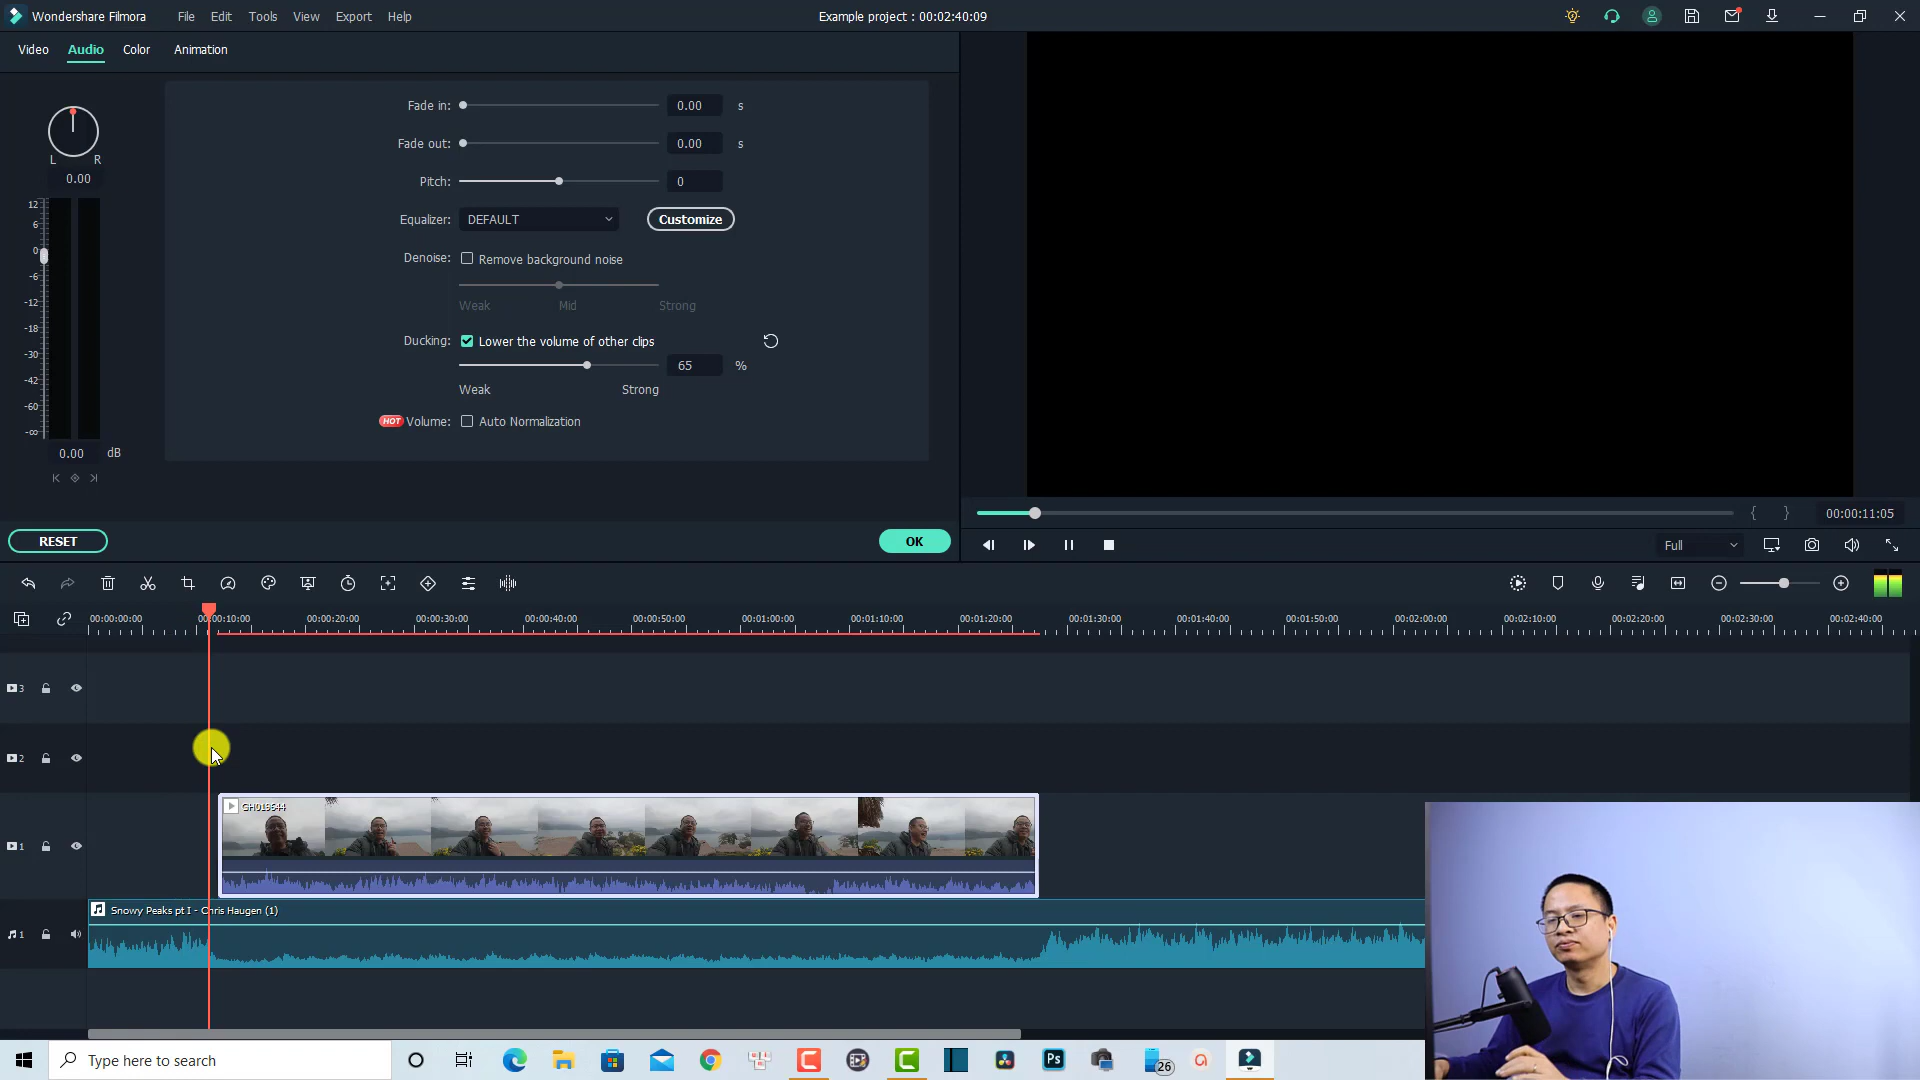 Wondershare Filmora File Edit Tools View Export Help Example project : 00:02:40:09
Video Audio Color Animation
Fade in: 0.00 s
Fade out: 0.00 s
L R
0.00
Pitch: 0
12
6
0
-6
-12
-18
-30
-42
-60
-∞
0.00 dB
Equalizer: DEFAULT Customize
Denoise: Remove background noise
Weak Mid Strong
Ducking: Lower the volume of other clips
65 %
Weak Strong
HOT Volume: Auto Normalization
00:00:11:05
RESET OK
Full
00:00:00:00 00:00:10:00 00:00:20:00 00:00:30:00 00:00:40:00 00:00:50:00 00:01:00:00 00:01:10:00 00:01:20:00 00:01:30:00 00:01:40:00 00:01:50:00 00:02:00:00 00:02:10:00 00:02:20:00 00:02:30:00 00:02:40:00
3
2
GH013544
1
Snowy Peaks pt I - Chris Haugen (1)
1
Type here to search
Ps
26